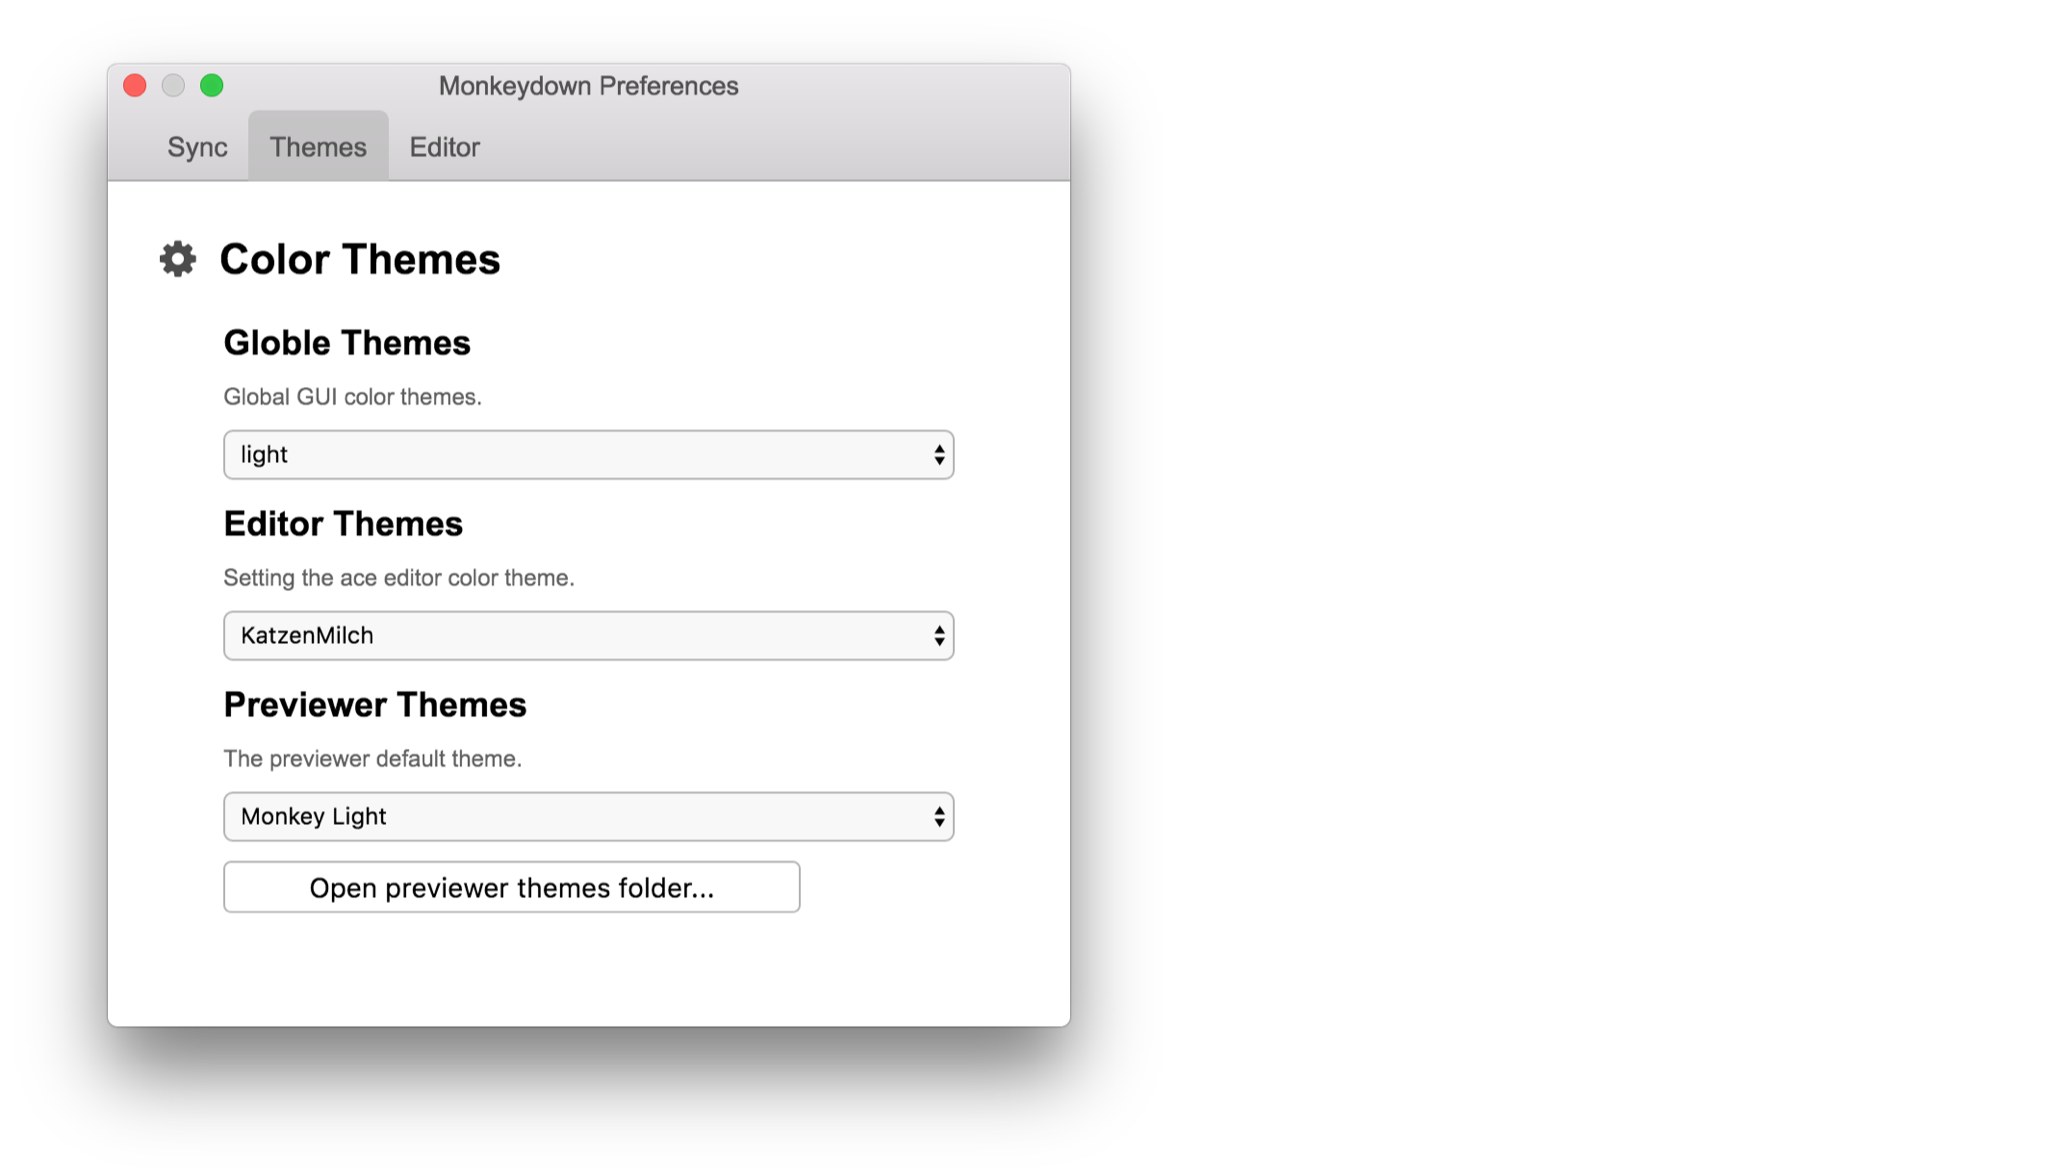 Monkeydown Preferences
Sync Themes Editor
Color Themes
Globle Themes
Global GUI color themes.
light
Editor Themes
Setting the ace editor color theme.
KatzenMilch
Previewer Themes
The previewer default theme.
Monkey Light
Open previewer themes folder...